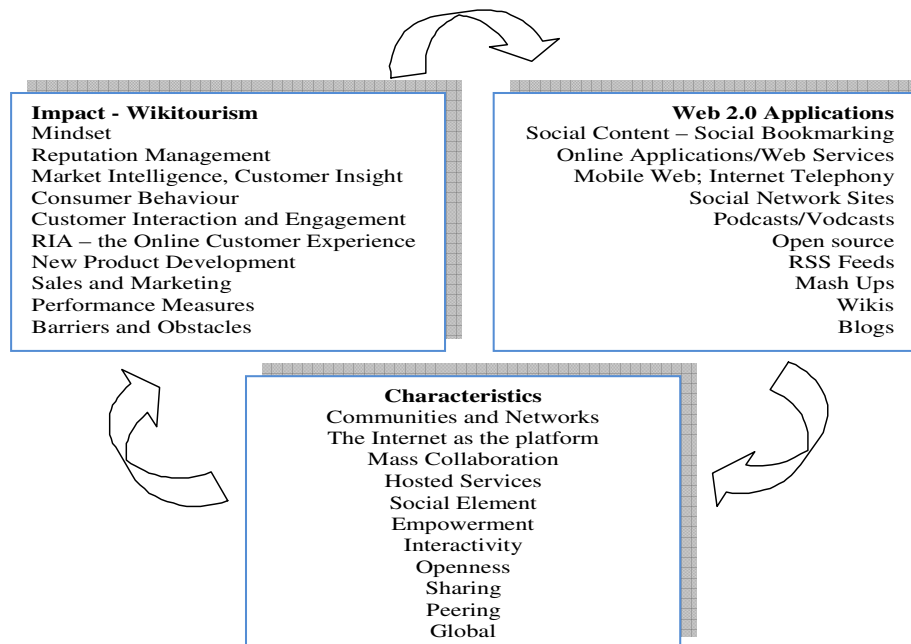 Impact - Wikitourism
Mindset
Reputation Management
Market Intelligence, Customer Insight
Consumer Behaviour
Customer Interaction and Engagement
RIA – the Online Customer Experience
New Product Development
Sales and Marketing
Performance Measures
Barriers and Obstacles
Web 2.0 Applications
Social Content – Social Bookmarking
Online Applications/Web Services
Mobile Web; Internet Telephony
Social Network Sites
Podcasts/Vodcasts
Open source
RSS Feeds
Mash Ups
Wikis
Blogs
Characteristics
Communities and Networks
The Internet as the platform
Mass Collaboration
Hosted Services
Social Element
Empowerment
Interactivity
Openness
Sharing
Peering
Global